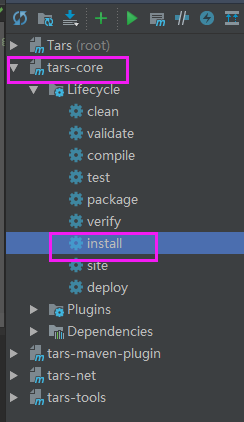 Tars (root)
tars-core
Lifecycle
clean
validate
compile
test
package
verify
install
site
deploy
Plugins
Dependencies
tars-maven-plugin
tars-net
tars-tools